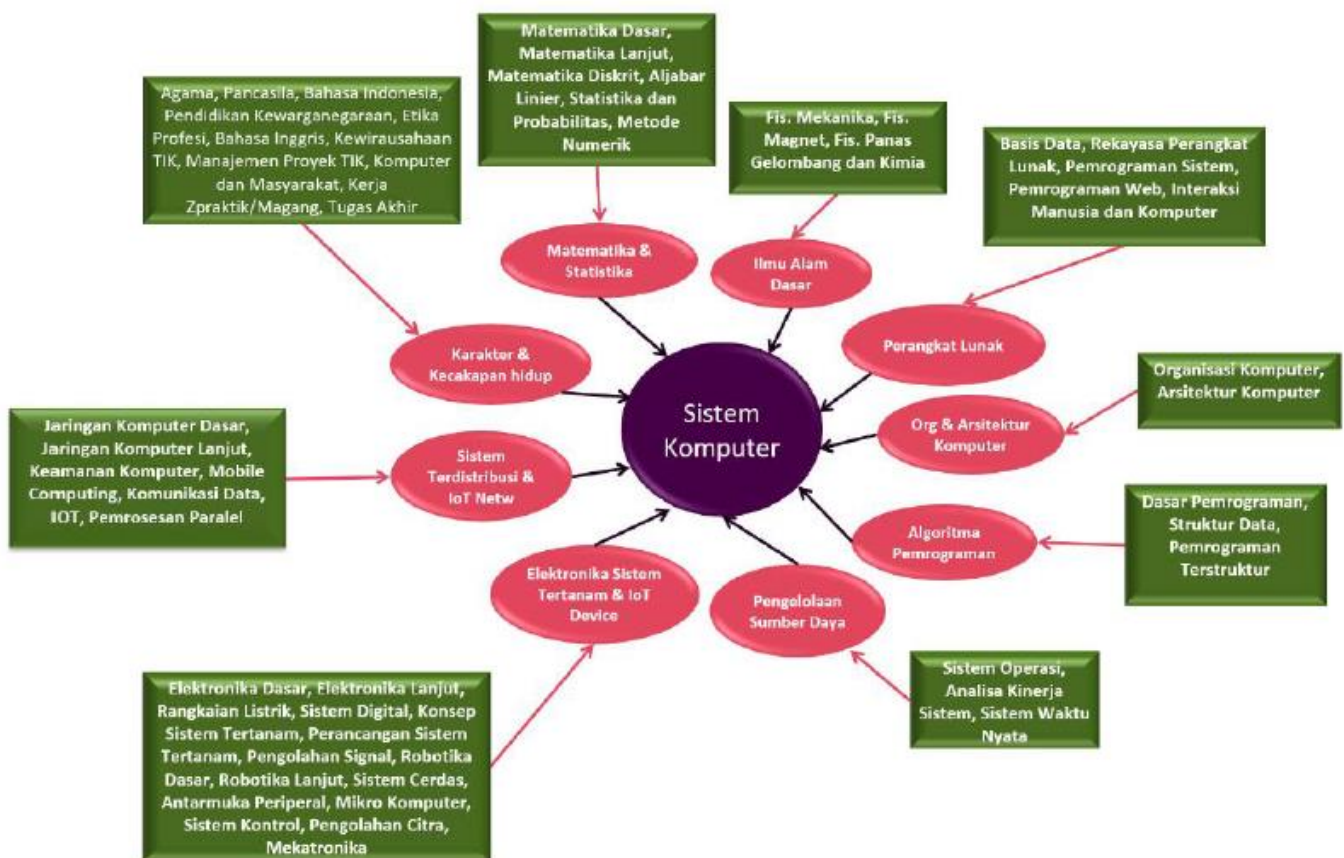 Matematika Dasar,
Matematika Lanjut,
Matematika Diskrit, Aljabar
Linier, Statistika dan
Probabilitas, Metode
Numerik
Agama, Pancasila, Bahasa Indonesia,
Pendidikan Kewarganegaraan, Etika
Profesi, Bahasa Inggris, Kewirausahaan
TIK, Manajemen Proyek TIK, Komputer
dan Masyarakat, Kerja
Zpraktik/Magang, Tugas Akhir
Fis. Mekanika, Fis.
Magnet, Fis. Panas
Gelombang dan Kimia
Basis Data, Rekayasa Perangkat
Lunak, Pemrograman Sistem,
Pemrograman Web, Interaksi
Manusia dan Komputer
Matematika &
Statistika
Ilmu Alam
Dasar
Karakter &
Kecakapan hidup
Perangkat Lunak
Organisasi Komputer,
Arsitektur Komputer
Sistem
Komputer
Org & Arsitektur
Komputer
Jaringan Komputer Dasar,
Jaringan Komputer Lanjut,
Keamanan Komputer, Mobile
Computing, Komunikasi Data,
IOT, Pemrosesan Paralel
Sistem
Terdistribusi &
IoT Netw
Algoritma
Pemrograman
Dasar Pemrograman,
Struktur Data,
Pemrograman
Terstruktur
Elektronika Sistem
Tertanam & IoT
Device
Pengelolaan
Sumber Daya
Sistem Operasi,
Analisa Kinerja
Sistem, Sistem Waktu
Nyata
Elektronika Dasar, Elektronika Lanjut,
Rangkaian Listrik, Sistem Digital, Konsep
Sistem Tertanam, Perancangan Sistem
Tertanam, Pengolahan Signal, Robotika
Dasar, Robotika Lanjut, Sistem Cerdas,
Antarmuka Periperal, Mikro Komputer,
Sistem Kontrol, Pengolahan Citra,
Mekatronika